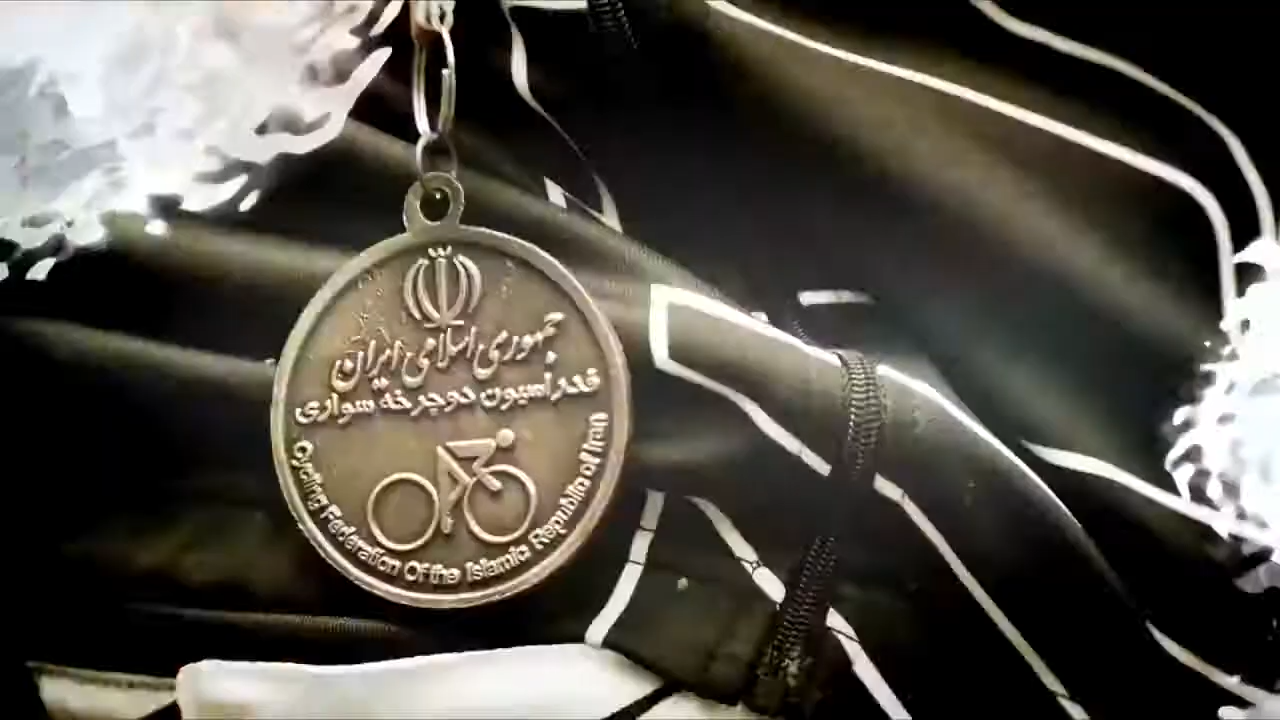 جمهوری اسلامی ایران
فدراسیون دوچرخه سواری
Cycling Federation Of the Islamic Republic of Iran